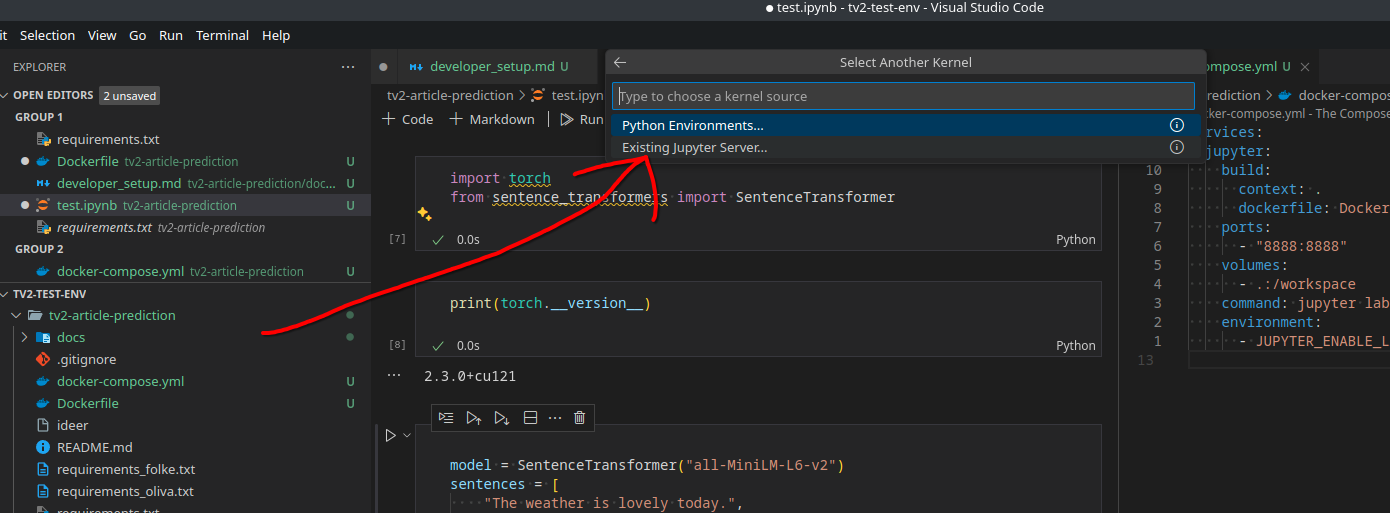 test.ipynb - tv2-test-env - Visual Studio Code
it Selection View Go Run Terminal Help
EXPLORER
OPEN EDITORS 2 unsaved
GROUP 1
requirements.txt
Dockerfile tv2-article-prediction U
developer_setup.md tv2-article-prediction/doc... U
test.ipynb tv2-article-prediction U
requirements.txt tv2-article-prediction
GROUP 2
docker-compose.yml tv2-article-prediction U
TV2-TEST-ENV
tv2-article-prediction
docs
.gitignore
docker-compose.yml U
Dockerfile U
ideer
README.md
requirements_folke.txt
requirements_oliva.txt
requirements.txt
developer_setup.md U
tv2-article-prediction > test.ipyn
+ Code + Markdown Run
Select Another Kernel
Type to choose a kernel source
Python Environments...
Existing Jupyter Server...
import torch
from sentence_transformers import SentenceTransformer
[7] 0.0s Python
print(torch.__version__)
[8] 0.0s Python
... 2.3.0+cu121
model = SentenceTransformer("all-MiniLM-L6-v2")
sentences = [
"The weather is lovely today.",
ompose.yml U
rediction > docker-compos
cker-compose.yml - The Compose
rvices:
jupyter:
10 build:
9 context: .
8 dockerfile: Docker
7 ports:
6 - "8888:8888"
5 volumes:
4 - .:/workspace
3 command: jupyter lab
2 environment:
1 - JUPYTER_ENABLE_L
13